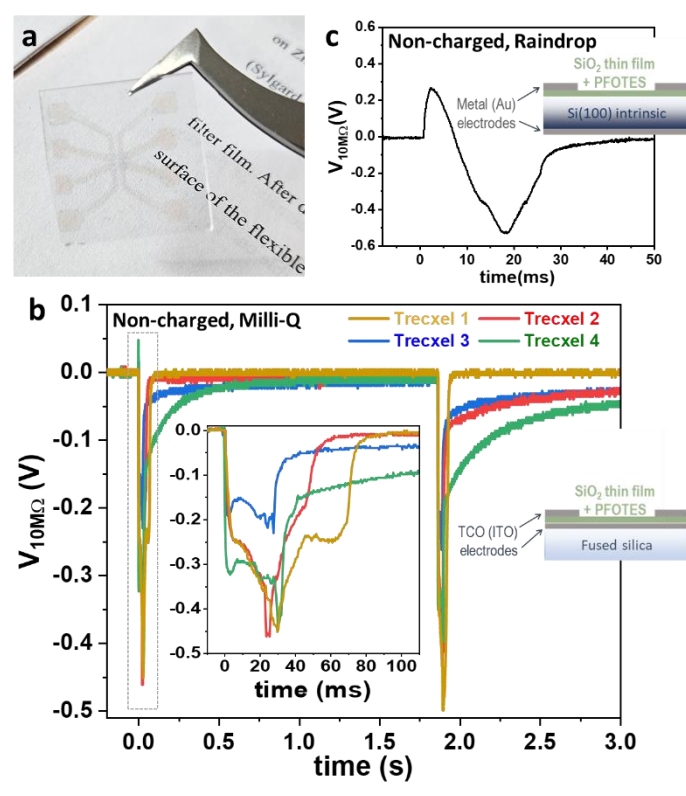 a
on Zn
(Sylgard
filter film. After d
surface of the flexible
c
Non-charged, Raindrop
SiO₂ thin film
+ PFOTES
Metal (Au)
electrodes
Si(100) intrinsic
V10MΩ(V)
0.6
0.4
0.2
0.0
-0.2
-0.4
-0.6
0 10 20 30 40 50
time(ms)
b
Non-charged, Milli-Q
Trecxel 1
Trecxel 2
Trecxel 3
Trecxel 4
V10MΩ (V)
0.1
0.0
-0.1
-0.2
-0.3
-0.4
-0.5
0.0
-0.1
-0.2
-0.3
-0.4
-0.5
0 20 40 60 80 100
time (ms)
SiO₂ thin film
+ PFOTES
TCO (ITO)
electrodes
Fused silica
0.0 0.5 1.0 1.5 2.0 2.5 3.0
time (s)